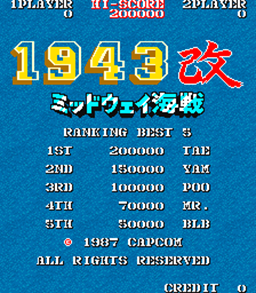 1PLAYER HI-SCORE 2PLAYER
0 200000 0
1943改
ミッドウェイ海戦
RANKING BEST 5
1ST 200000 TAE
2ND 150000 YAM
3RD 100000 POO
4TH 70000 MR.
5TH 50000 BLB
© 1987 CAPCOM
ALL RIGHTS RESERVED
CREDIT 0